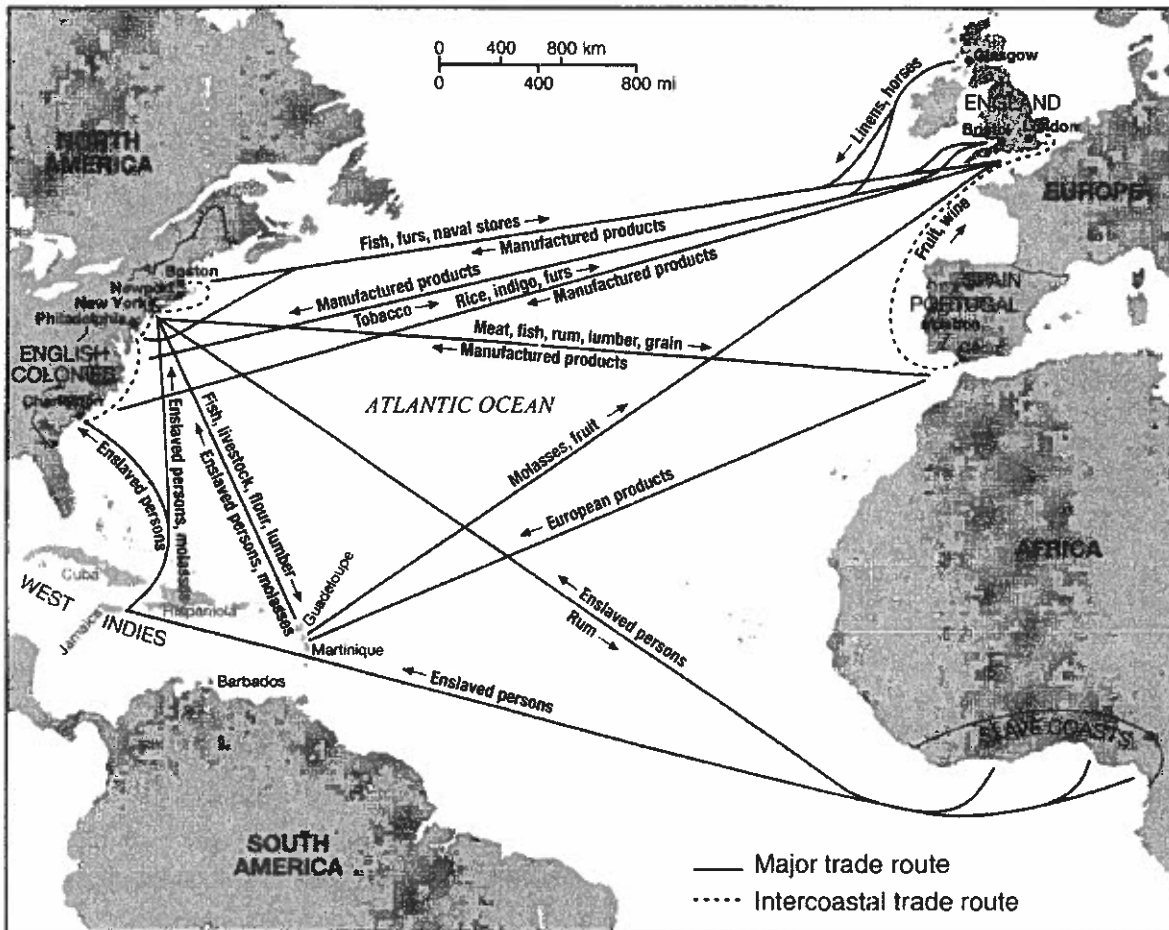 0 400 800 km
0 400 800 mi
Glasgow
ENGLAND
Bristol
London
Linens, horses
NORTH
AMERICA
EUROPE
Fruit, wine
Fish, furs, naval stores
Manufactured products
Boston
Newport
New York
Philadelphia
Manufactured products
Tobacco
Rice, indigo, furs
Manufactured products
SPAIN
PORTUGAL
Meat, fish, rum, lumber, grain
Manufactured products
ENGLISH
COLONIES
Charleston
ATLANTIC OCEAN
Enslaved persons
Enslaved persons, molasses
Fish, livestock, flour, lumber
Enslaved persons, molasses
Molasses, fruit
European products
AFRICA
Cuba
WEST
INDIES
Hispaniola
Jamaica
Guadeloupe
Martinique
Barbados
Enslaved persons
Rum
Enslaved persons
SLAVE COASTS
SOUTH
AMERICA
Major trade route
Intercoastal trade route